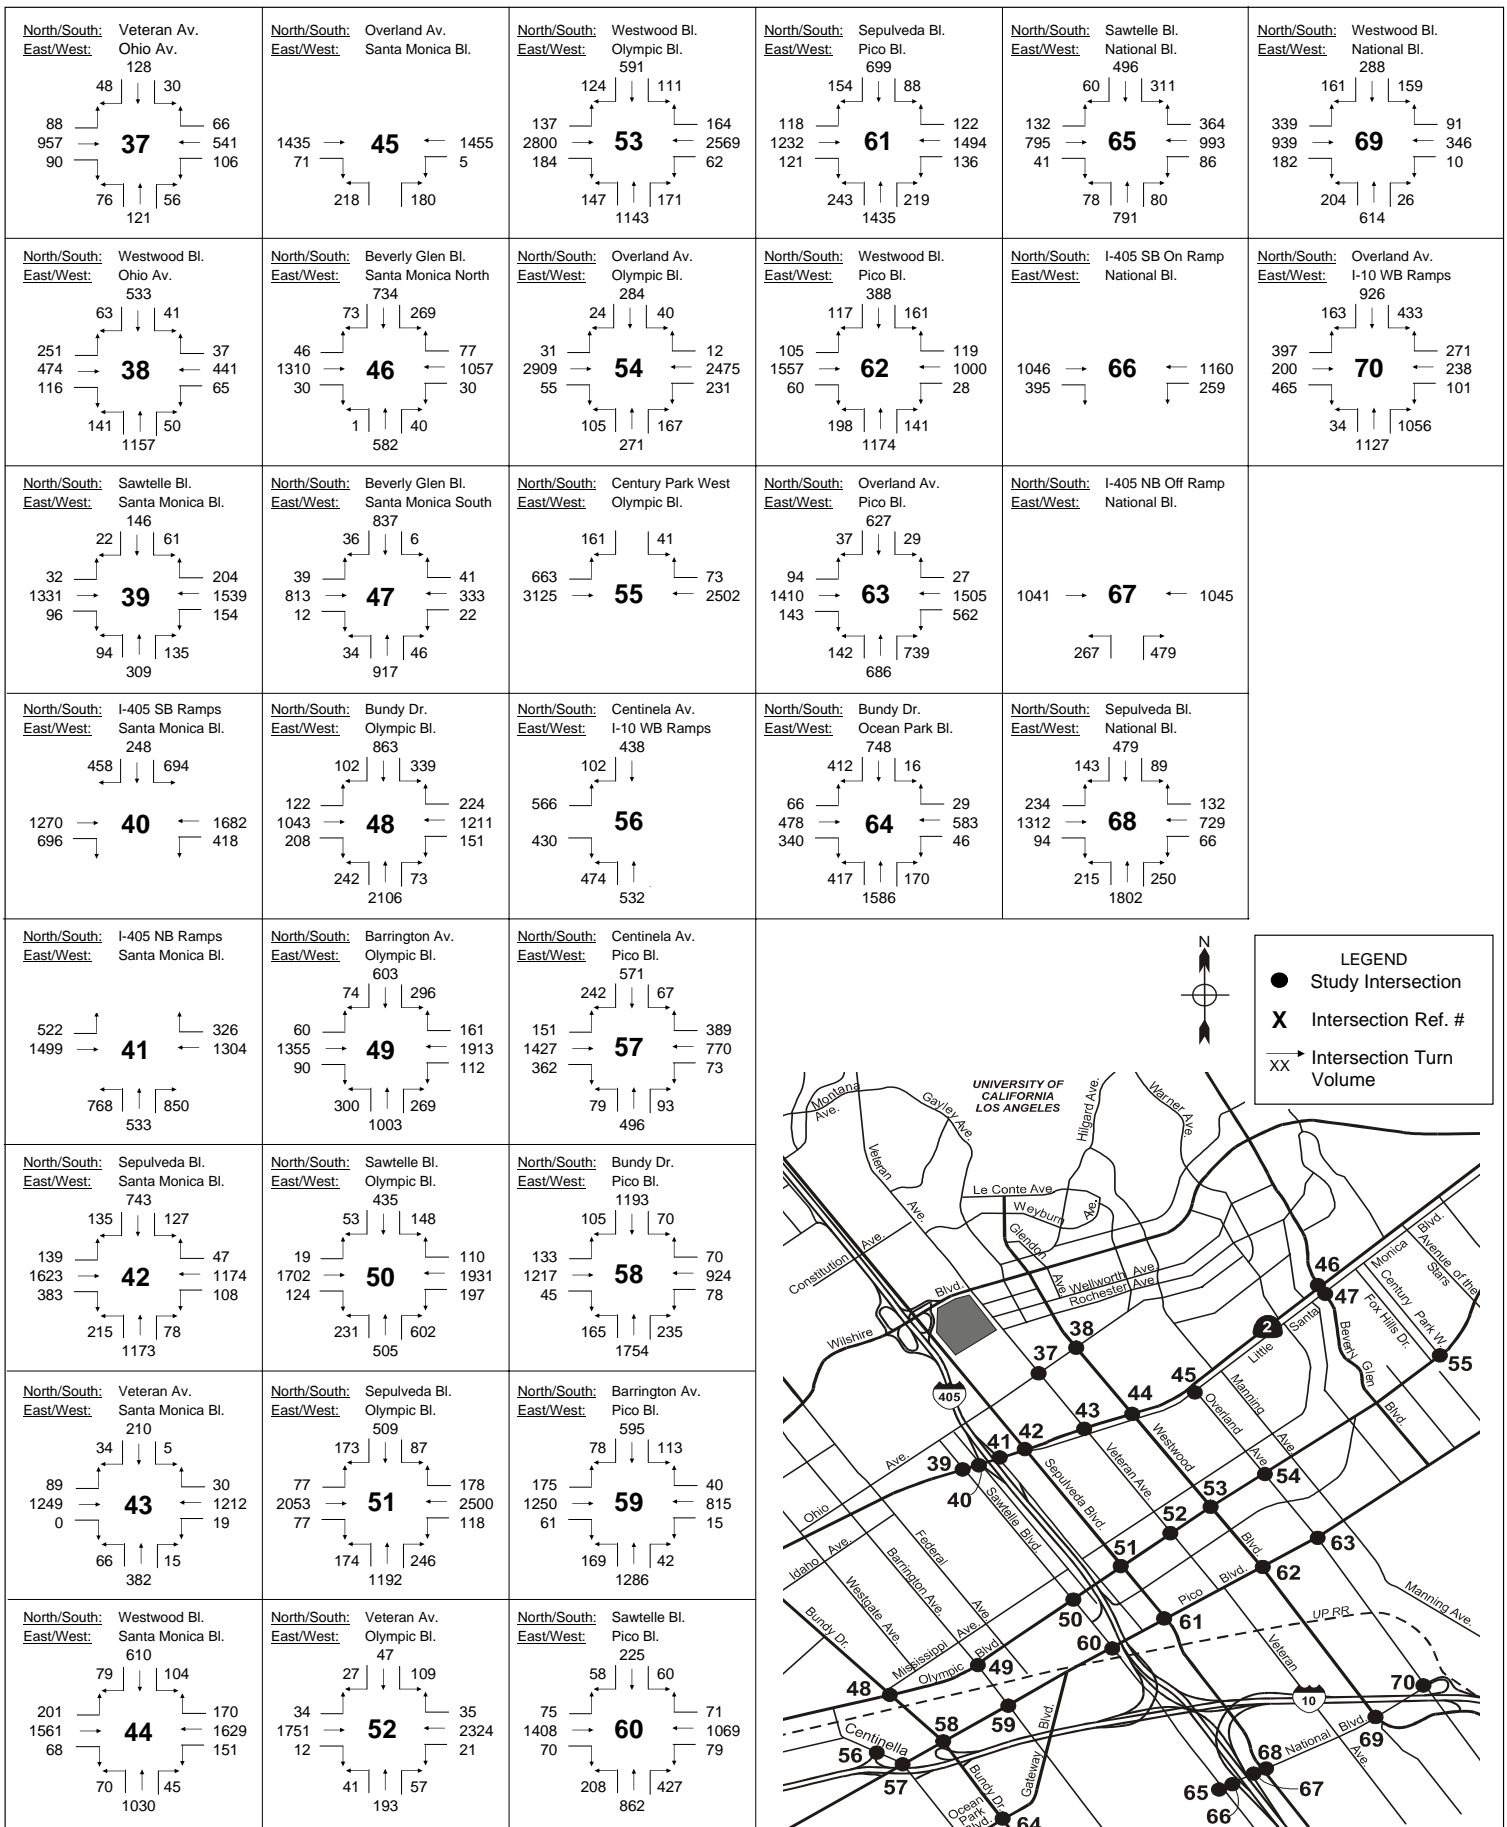 North/South: Veteran Av.
East/West: Ohio Av.
128
48 30
88 66
957 37 541
90 106
76 56
121
North/South: Overland Av.
East/West: Santa Monica Bl.
1435 45 1455
71 5
218 180
North/South: Westwood Bl.
East/West: Olympic Bl.
591
124 111
137 164
2800 53 2569
184 62
147 171
1143
North/South: Sepulveda Bl.
East/West: Pico Bl.
699
154 88
118 122
1232 61 1494
121 136
243 219
1435
North/South: Sawtelle Bl.
East/West: National Bl.
496
60 311
132 364
795 65 993
41 86
78 80
791
North/South: Westwood Bl.
East/West: National Bl.
288
161 159
339 91
939 69 346
182 10
204 26
614
North/South: Westwood Bl.
East/West: Ohio Av.
533
63 41
251 37
474 38 441
116 65
141 50
1157
North/South: Beverly Glen Bl.
East/West: Santa Monica North
734
73 269
46 77
1310 46 1057
30 30
1 40
582
North/South: Overland Av.
East/West: Olympic Bl.
284
24 40
31 12
2909 54 2475
55 231
105 167
271
North/South: Westwood Bl.
East/West: Pico Bl.
388
117 161
105 119
1557 62 1000
60 28
198 141
1174
North/South: I-405 SB On Ramp
East/West: National Bl.
1046 66 1160
395 259
North/South: Overland Av.
East/West: I-10 WB Ramps
926
163 433
397 271
200 70 238
465 101
34 1056
1127
North/South: Sawtelle Bl.
East/West: Santa Monica Bl.
146
22 61
32 204
1331 39 1539
96 154
94 135
309
North/South: Beverly Glen Bl.
East/West: Santa Monica South
837
36 6
39 41
813 47 333
12 22
34 46
917
North/South: Century Park West
East/West: Olympic Bl.
161 41
663 73
3125 55 2502
North/South: Overland Av.
East/West: Pico Bl.
627
37 29
94 27
1410 63 1505
143 562
142 739
686
North/South: I-405 NB Off Ramp
East/West: National Bl.
1041 67 1045
267 479
North/South: I-405 SB Ramps
East/West: Santa Monica Bl.
248
458 694
1270 40 1682
696 418
North/South: Bundy Dr.
East/West: Olympic Bl.
863
102 339
122 224
1043 48 1211
208 151
242 73
2106
North/South: Centinela Av.
East/West: I-10 WB Ramps
438
102
566
56
430
474
532
North/South: Bundy Dr.
East/West: Ocean Park Bl.
748
412 16
66 29
478 64 583
340 46
417 170
1586
North/South: Sepulveda Bl.
East/West: National Bl.
479
143 89
234 132
1312 68 729
94 66
215 250
1802
North/South: I-405 NB Ramps
East/West: Santa Monica Bl.
522 326
1499 41 1304
768 850
533
North/South: Barrington Av.
East/West: Olympic Bl.
603
74 296
60 161
1355 49 1913
90 112
300 269
1003
North/South: Centinela Av.
East/West: Pico Bl.
571
242 67
151 389
1427 57 770
362 73
79 93
496
North/South: Sepulveda Bl.
East/West: Santa Monica Bl.
743
135 127
139 47
1623 42 1174
383 108
215 78
1173
North/South: Sawtelle Bl.
East/West: Olympic Bl.
435
53 148
19 110
1702 50 1931
124 197
231 602
505
North/South: Bundy Dr.
East/West: Pico Bl.
1193
105 70
133 70
1217 58 924
45 78
165 235
1754
North/South: Veteran Av.
East/West: Santa Monica Bl.
210
34 5
89 30
1249 43 1212
0 19
66 15
382
North/South: Sepulveda Bl.
East/West: Olympic Bl.
509
173 87
77 178
2053 51 2500
77 118
174 246
1192
North/South: Barrington Av.
East/West: Pico Bl.
595
78 113
175 40
1250 59 815
61 15
169 42
1286
North/South: Westwood Bl.
East/West: Santa Monica Bl.
610
79 104
201 170
1561 44 1629
68 151
70 45
1030
North/South: Veteran Av.
East/West: Olympic Bl.
47
27 109
34 35
1751 52 2324
12 21
41 57
193
North/South: Sawtelle Bl.
East/West: Pico Bl.
225
58 60
75 71
1408 60 1069
70 79
208 427
862
N
LEGEND
Study Intersection
X Intersection Ref. #
XX Intersection Turn
Volume
UNIVERSITY OF
CALIFORNIA
LOS ANGELES
Montana
Ave.
Gayley Ave.
Hilgard Ave.
Warner Ave.
Veteran
Ave.
Le Conte Ave.
Weyburn
Ave.
Glendon
Ave.
Constitution Ave.
Wellworth Ave.
Rochester Ave.
Wilshire
Blvd.
Santa
Monica
Blvd.
Little
2
Avenue of the
Stars
Century
Park W.
Fox Hills Dr.
Beverly
Glen
Blvd.
46
47
55
38
37
45
44
43
42
41
39
40
405
Ohio
Ave.
Idaho Ave.
Sawtelle Blvd.
Sepulveda Blvd.
Veteran Ave.
Westwood
Blvd.
Overland
Ave.
Manning
Ave.
54
53
52
51
50
63
62
61
60
Federal
Ave.
Barrington Ave.
Westgate Ave.
Bundy Dr.
Mississippi Ave.
Olympic Blvd.
Pico Blvd.
UP RR
Manning Ave.
Veteran
Ave.
10
70
69
National Blvd.
68
67
66
65
49
48
59
58
57
56
Centinella
Bundy Dr.
Gateway Blvd.
Ocean
Park
Blvd.
64